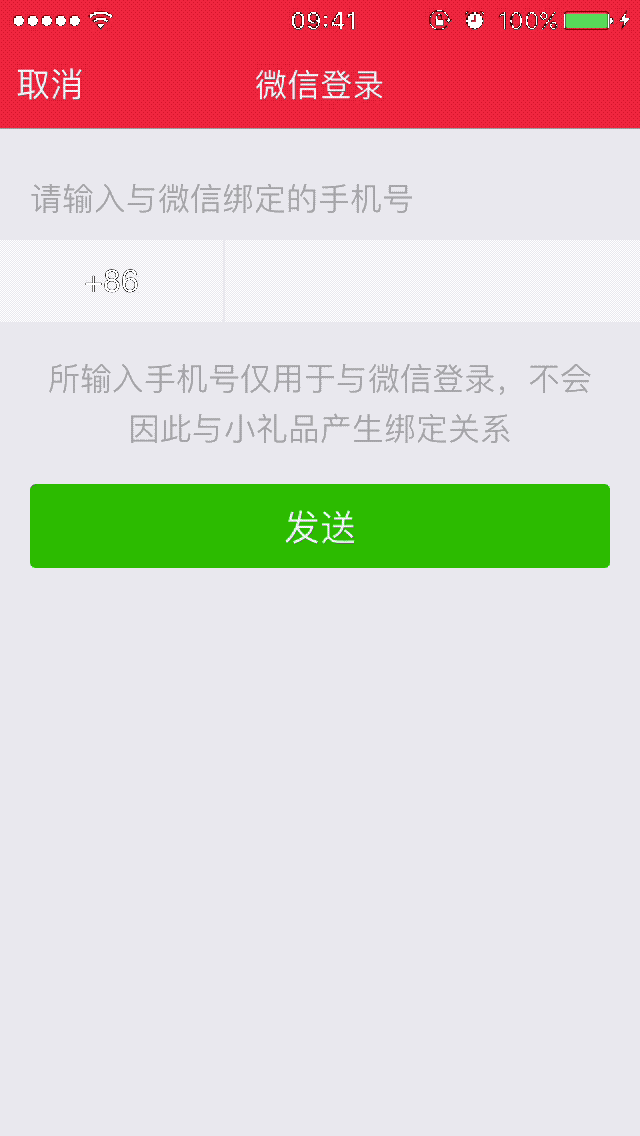 09:41 100%
取消 微信登录
请输入与微信绑定的手机号
+86
所输入手机号仅用于与微信登录，不会
因此与小礼品产生绑定关系
发送